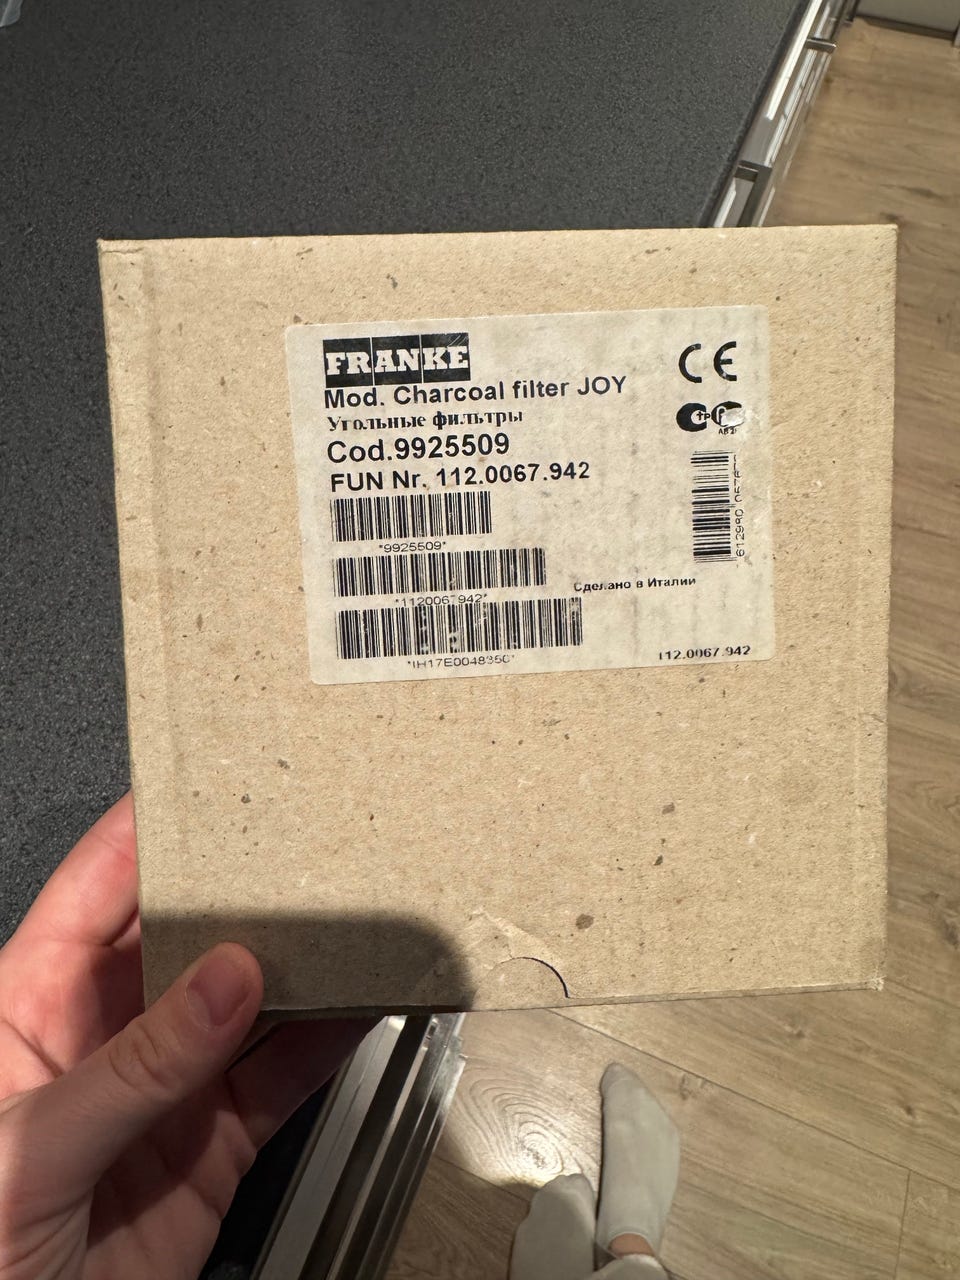 FRANKE
Mod. Charcoal filter JOY
Угольные фильтры
Cod.9925509
FUN Nr. 112.0067.942
*9925509*
*1120067942*
Сделано в Италии
112.0067.942
CE